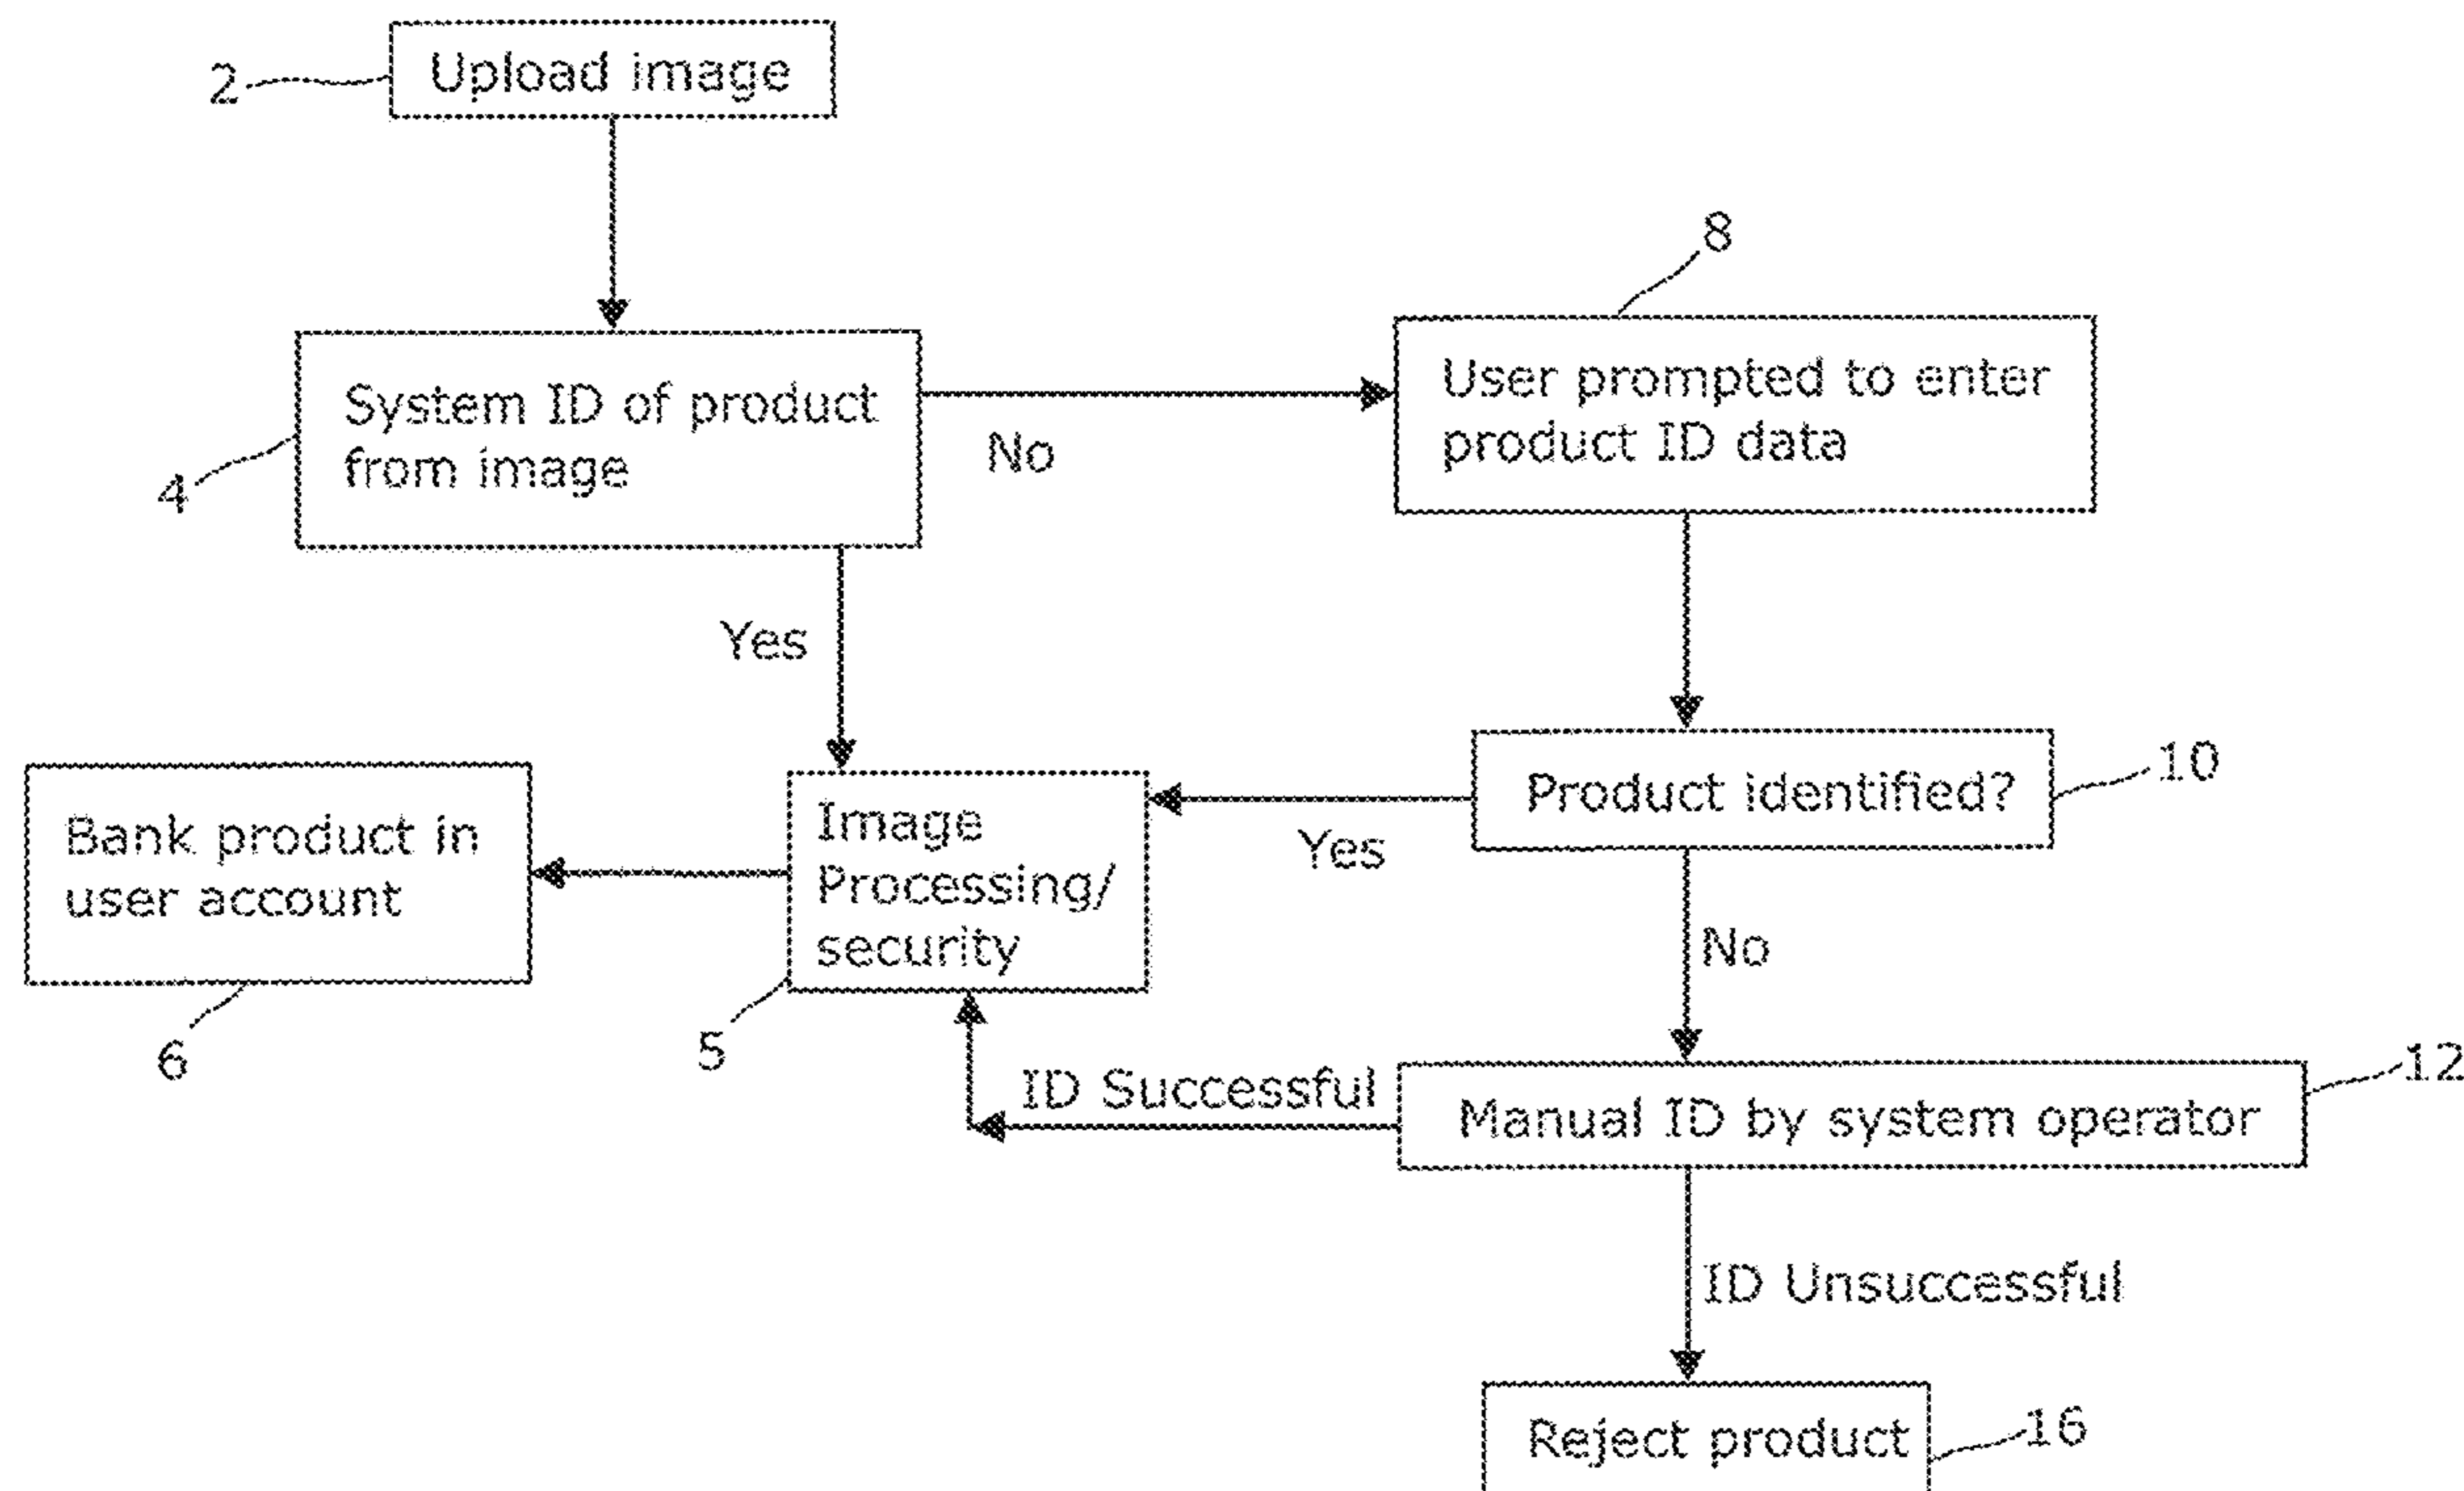 Upload image
2
8
System ID of product
from image
4
No
User prompted to enter
product ID data
Yes
Bank product in
user account
6
Image
Processing/
security
5
Yes
Product identified?
10
No
ID Successful
Manual ID by system operator
12
ID Unsuccessful
Reject product
16